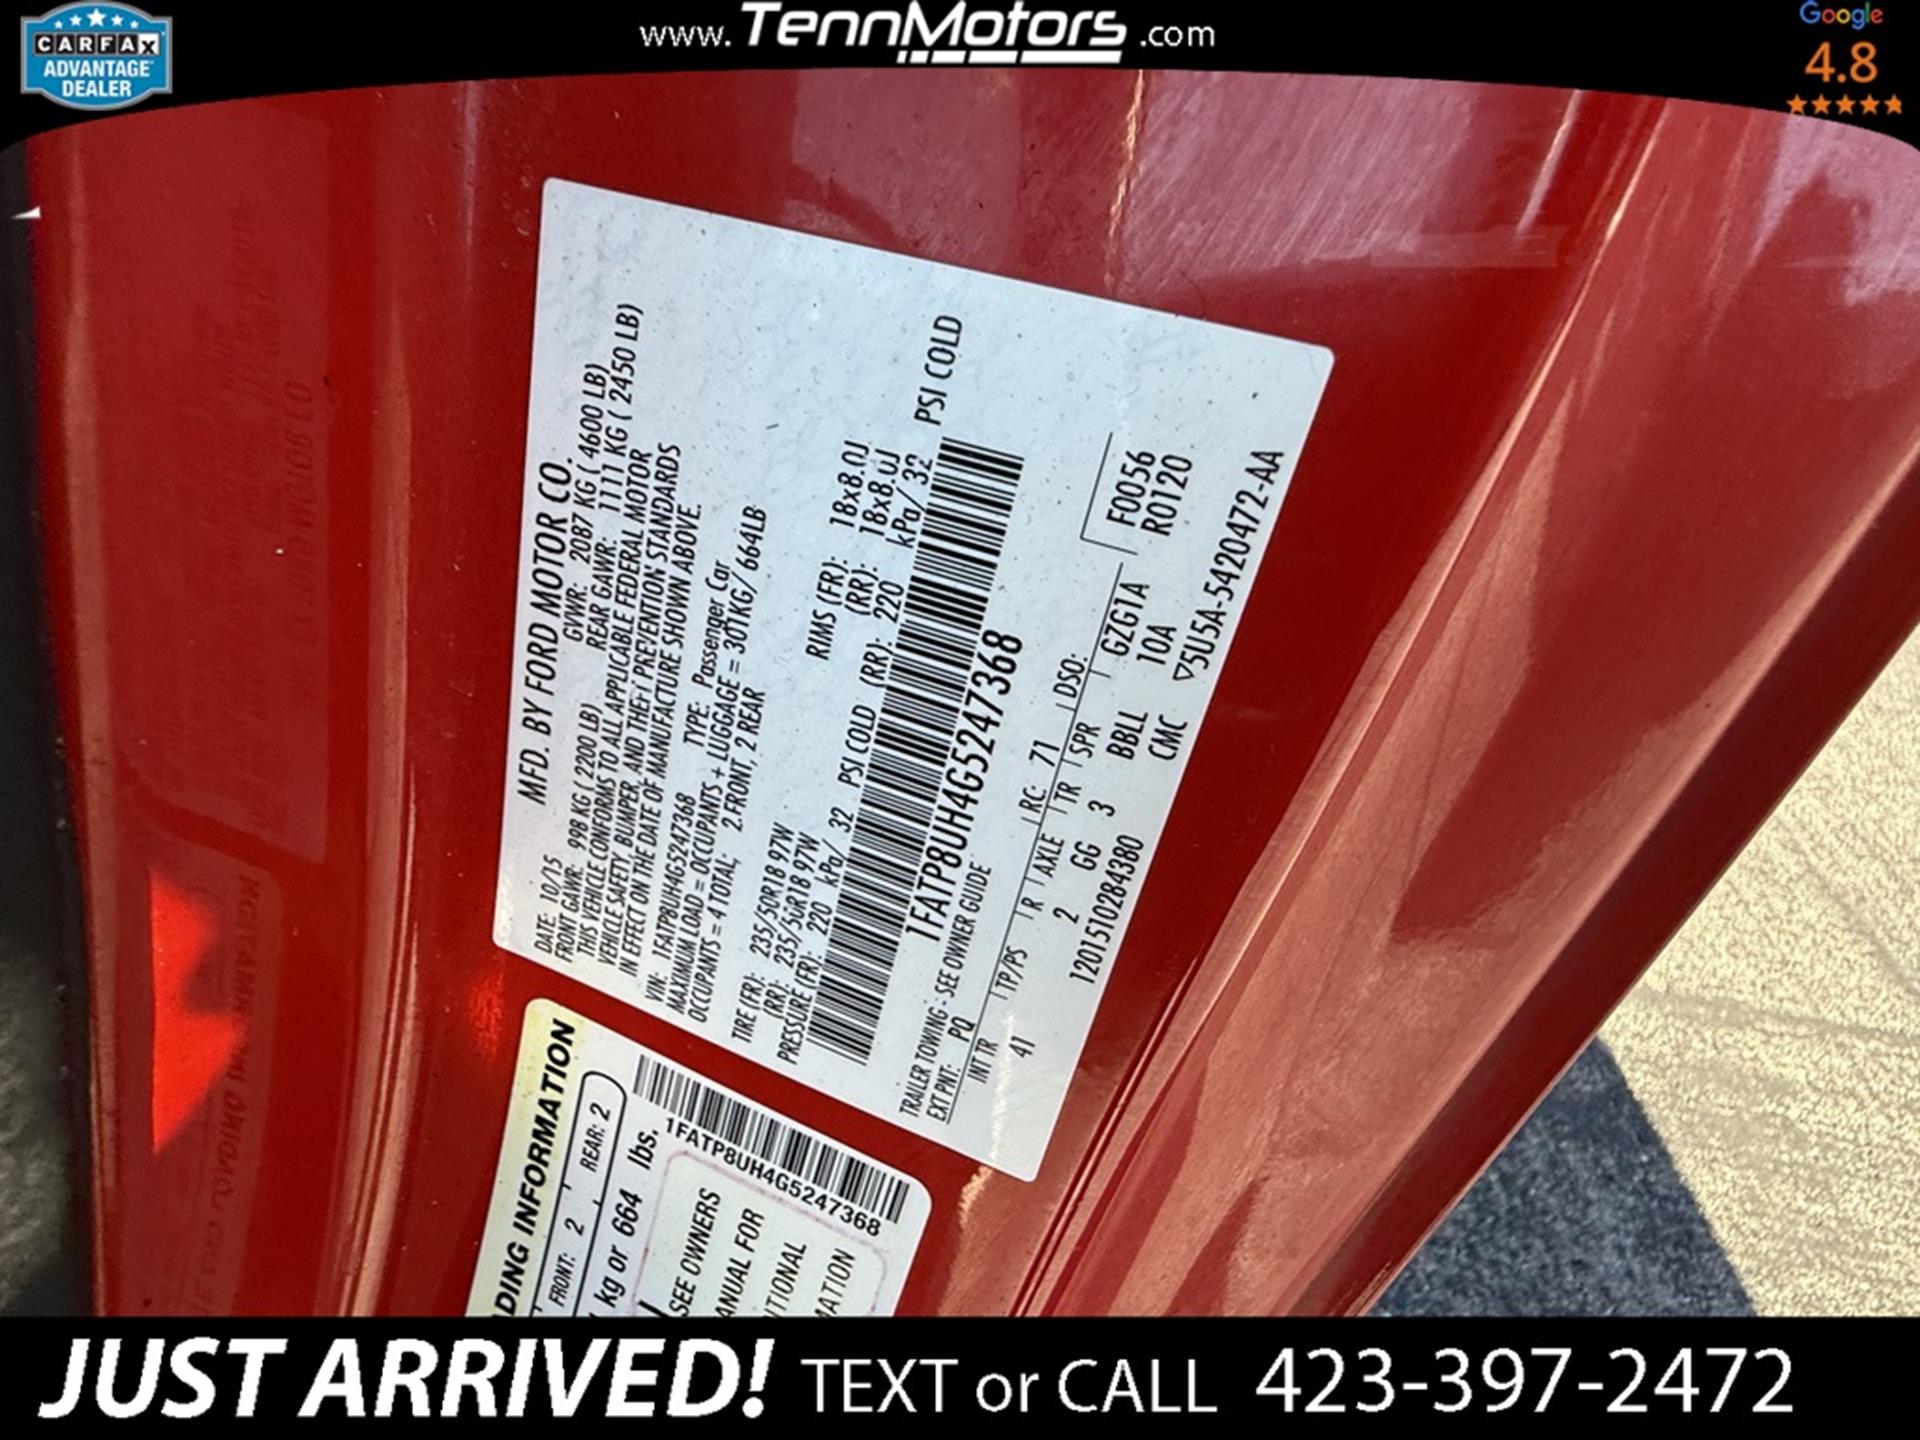 CARFAX
ADVANTAGE
DEALER
www.TennMotors.com
Google
4.8
MFD. BY FORD MOTOR CO.
DATE: 10/15 GVWR: 2087 KG ( 4600 LB)
FRONT GAWR: 998 KG ( 2200 LB) REAR GAWR: 1111 KG ( 2450 LB)
THIS VEHICLE CONFORMS TO ALL APPLICABLE FEDERAL MOTOR
VEHICLE SAFETY, BUMPER, AND THEFT PREVENTION STANDARDS
IN EFFECT ON THE DATE OF MANUFACTURE SHOWN ABOVE.
VIN: 1FATP8UH4G5247368 TYPE: Passenger Car
MAXIMUM LOAD = OCCUPANTS + LUGGAGE = 301KG/664LB
OCCUPANTS = 4 TOTAL; 2 FRONT, 2 REAR
TIRE (FR): 235/50R18 97W RIMS (FR): 18x8.0J
(RR): 235/50R18 97W (RR): 18x8.0J
PRESSURE (FR): 220 kPa/ 32 PSI COLD (RR): 220 kPa/ 32 PSI COLD
1FATP8UH4G5247368
TRAILER TOWING : SEE OWNER GUIDE
EXT PNT: PQ RC: 71 DSO:
INT TR TP/PS R AXLE TR SPR
41 2 GG 3 BBLL GZG1A F0056
CMC 10A R0120
1201510284380
▽5U5A-5420472-AA
DING INFORMATION
FRONT: 2 REAR: 2
kg or 664 lbs.
1FATP8UH4G5247368
SEE OWNERS
ANUAL FOR
ITIONAL
MATION
JUST ARRIVED! TEXT or CALL 423-397-2472